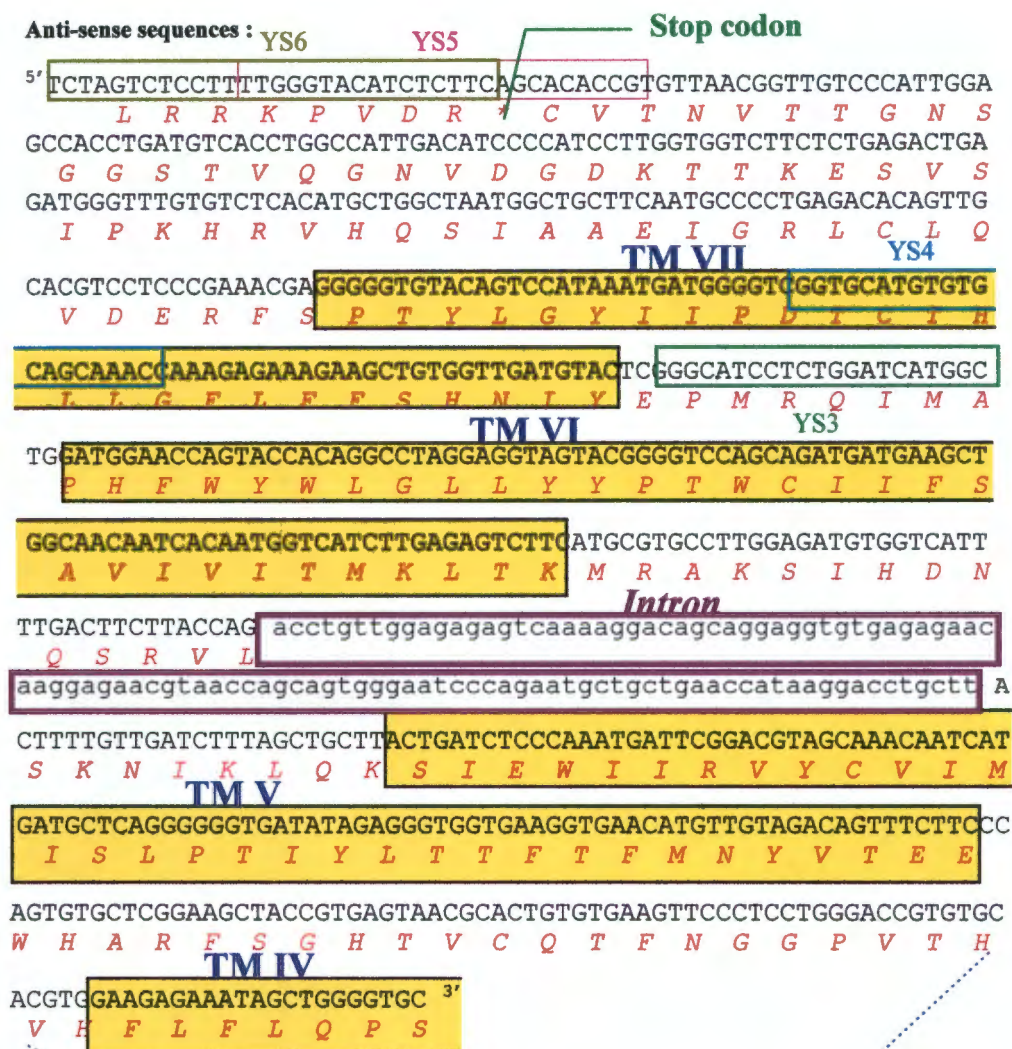 Anti-sense sequences :
YS6 YS5 Stop codon
5' TCTAGTCTCCTTTTGGGTACATCTCTTCAGCACACCGTGTTAACGGTTGTCCCATTGGA
L R R K P V D R * C V T N V T T G N S
GCCACCTGATGTCACCTGGCCATTGACATCCCCATCCTTGGTGGTCTTCTCTGAGACTGA
G G S T V Q G N V D G D K T T K E S V S
GATGGGTTTGTGTCTCACATGCTGGCTAATGGCTGCTTCAATGCCCCTGAGACACAGTTG
I P K H R V H Q S I A A E I G R L C L Q
TM VII YS4
CACGTCCTCCCGAAACGAGGGGGTGTACAGTCCATAAATGATGGGGTCGGTGCATGTGTG
V D E R F S P T Y L G Y I I P D T C T H
CAGCAAACGAAAGAGAAAGAAGCTGTGGTTGATGTACTCGGGCATCCTCTGGATCATGGC
L L G F L F F S H N I Y E P M R Q I M A
TM VI YS3
TGGATGGAACCAGTACCACAGGCCTAGGAGGTAGTACGGGGTCCAGCAGATGATGAAGCT
P H F W Y W L G L L Y Y P T W C I I F S
GGCAACAATCACAATGGTCATCTTGAGAGTCTTCATGCGTGCCTTGGAGATGTGGTCATT
A V I V I T M K L T K M R A K S I H D N
Intron
TTGACTTCTTACCAG acctgttggagagagtcaaaaggacagcaggaggtgtgagagaac
Q S R V L
aaggagaacgtaaccagcagtgggaatcccagaatgctgctgaaccataaggacctgctt A
CTTTTGTTGATCTTTAGCTGCTTACTGATCTCCCAAATGATTCGGACGTAGCAAACAATCAT
S K N I K L Q K S I E W I I R V Y C V I M
TM V
GATGCTCAGGGGGGTGATATAGAGGGTGGTGAAGGTGAACATGTTGTAGACAGTTTCTTCCC
I S L P T I Y L T T F T F M N Y V T E E
AGTGTGCTCGGAAGCTACCGTGAGTAACGCACTGTGTGAAGTTCCCTCCTGGGACCGTGTGC
W H A R F S G H T V C Q T F N G G P V T H
TM IV
ACGTGGAAGAGAAATAGCTGGGGTGC 3'
V H F L F L Q P S